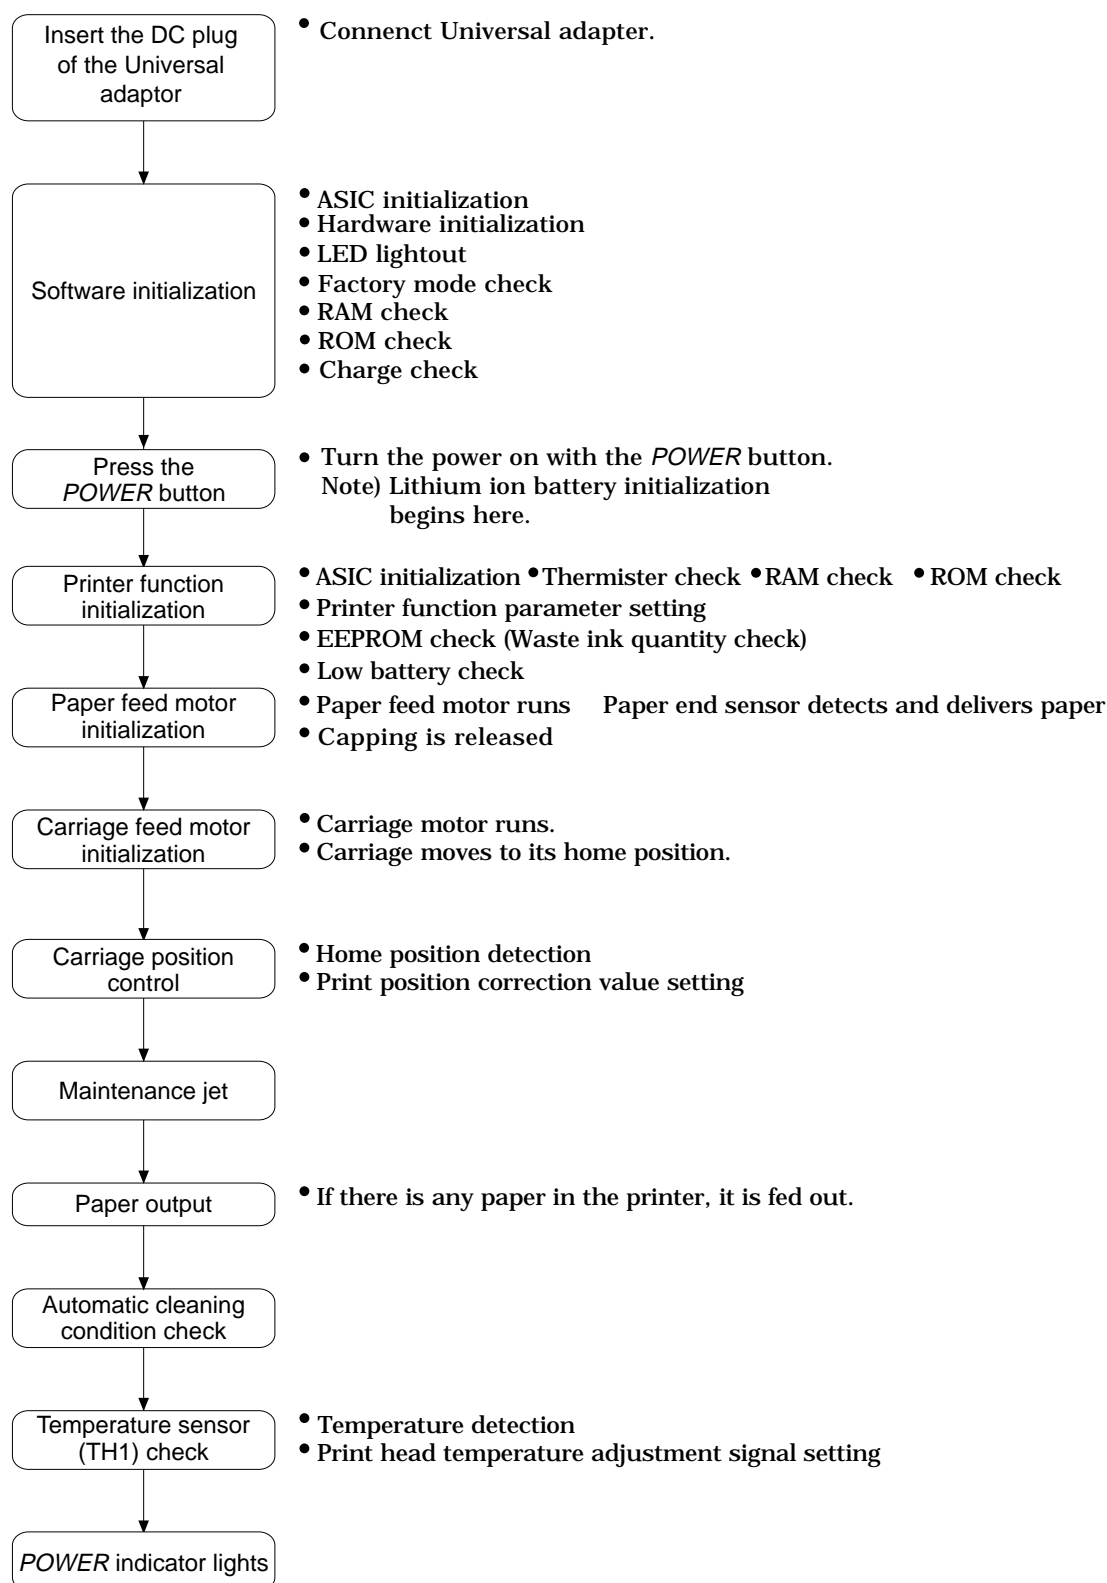 Insert the DC plug
of the Universal
adaptor
• Connenct Universal adapter.
Software initialization
• ASIC initialization
• Hardware initialization
• LED lightout
• Factory mode check
• RAM check
• ROM check
• Charge check
Press the
POWER button
• Turn the power on with the POWER button.
Note) Lithium ion battery initialization
begins here.
Printer function
initialization
• ASIC initialization • Thermister check • RAM check • ROM check
• Printer function parameter setting
• EEPROM check (Waste ink quantity check)
• Low battery check
Paper feed motor
initialization
• Paper feed motor runs Paper end sensor detects and delivers paper
• Capping is released
Carriage feed motor
initialization
• Carriage motor runs.
• Carriage moves to its home position.
Carriage position
control
• Home position detection
• Print position correction value setting
Maintenance jet
Paper output
• If there is any paper in the printer, it is fed out.
Automatic cleaning
condition check
Temperature sensor
(TH1) check
• Temperature detection
• Print head temperature adjustment signal setting
POWER indicator lights